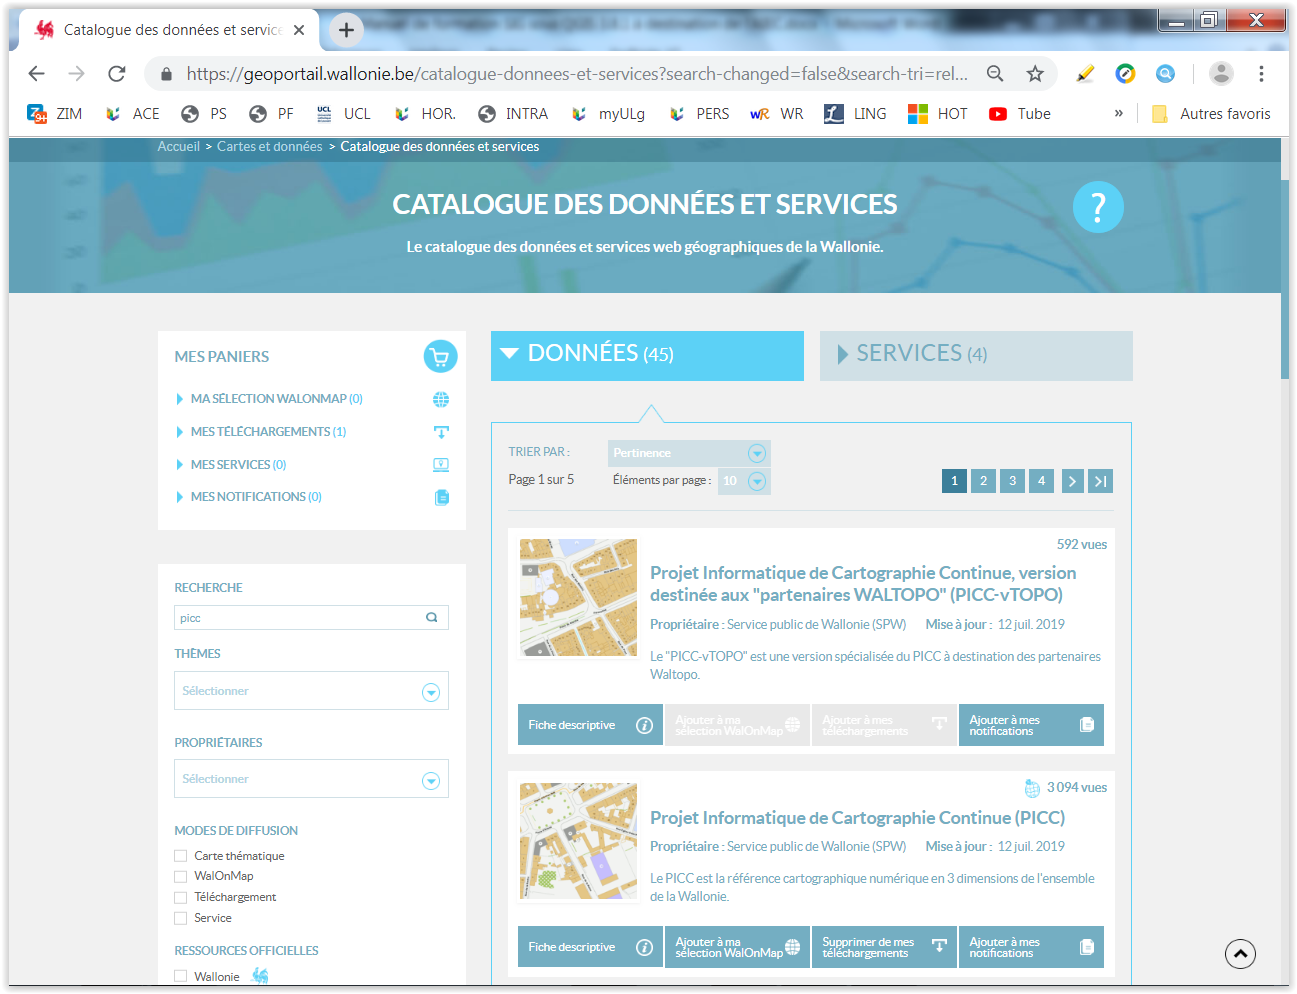 Catalogue des données et service
https://geoportail.wallonie.be/catalogue-donnees-et-services?search-changed=false&search-tri=rel...
ZIM ACE PS PF UCL HOR. INTRA myUlg PERS WR LING HOT Tube » Autres favoris
Accueil > Cartes et données > Catalogue des données et services
CATALOGUE DES DONNÉES ET SERVICES
?
Le catalogue des données et services web géographiques de la Wallonie.
MES PANIERS
MA SÉLECTION WALONMAP (0)
MES TÉLÉCHARGEMENTS (1)
MES SERVICES (0)
MES NOTIFICATIONS (0)
RECHERCHE
picc
THÈMES
Sélectionner
PROPRIÉTAIRES
Sélectionner
MODES DE DIFFUSION
Carte thématique
WalOnMap
Téléchargement
Service
RESSOURCES OFFICIELLES
Wallonie
DONNÉES (45)
SERVICES (4)
TRIER PAR : Pertinence
Page 1 sur 5 Éléments par page : 10
1 2 3 4
592 vues
Projet Informatique de Cartographie Continue, version
destinée aux "partenaires WALTOPO" (PICC-vTOPO)
Propriétaire : Service public de Wallonie (SPW) Mise à jour : 12 juil. 2019
Le "PICC-vTOPO" est une version spécialisée du PICC à destination des partenaires
Waltopo.
Fiche descriptive
Ajouter à ma
sélection WalOnMap
Ajouter à mes
téléchargements
Ajouter à mes
notifications
3 094 vues
Projet Informatique de Cartographie Continue (PICC)
Propriétaire : Service public de Wallonie (SPW) Mise à jour : 12 juil. 2019
Le PICC est la référence cartographique numérique en 3 dimensions de l'ensemble
de la Wallonie.
Fiche descriptive
Ajouter à ma
sélection WalOnMap
Supprimer de mes
téléchargements
Ajouter à mes
notifications